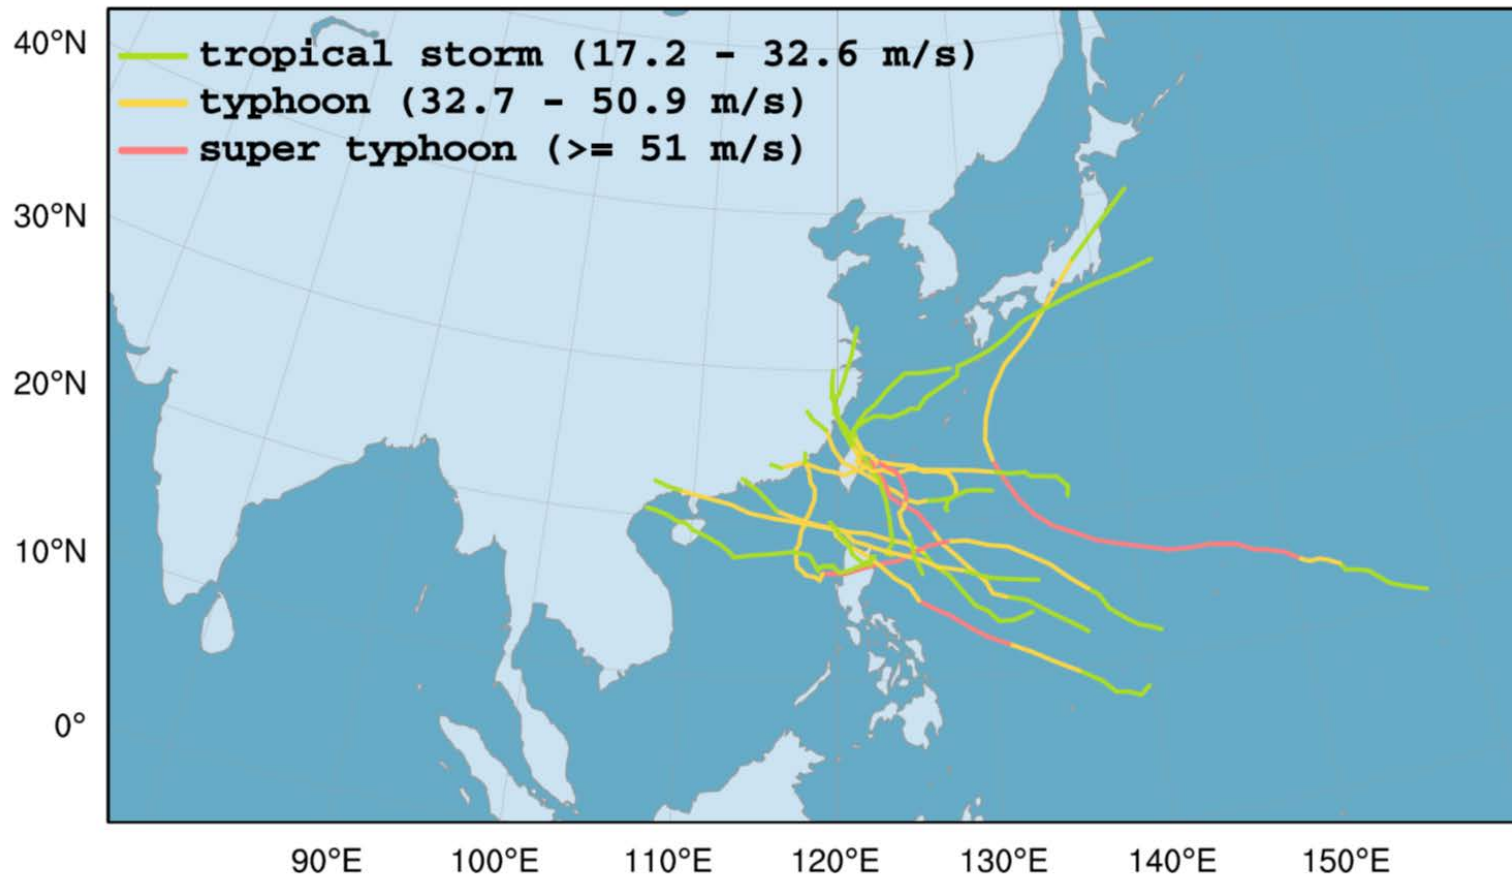 40°N
tropical storm (17.2 - 32.6 m/s)
typhoon (32.7 - 50.9 m/s)
super typhoon (>= 51 m/s)
30°N
20°N
10°N
0°
90°E 100°E 110°E 120°E 130°E 140°E 150°E